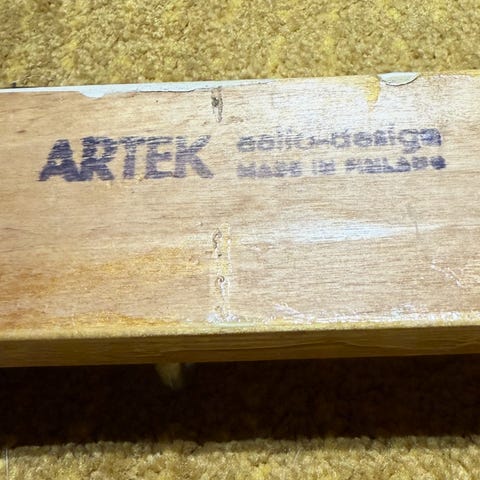 ARTEK aalto-design
MADE IN FINLAND